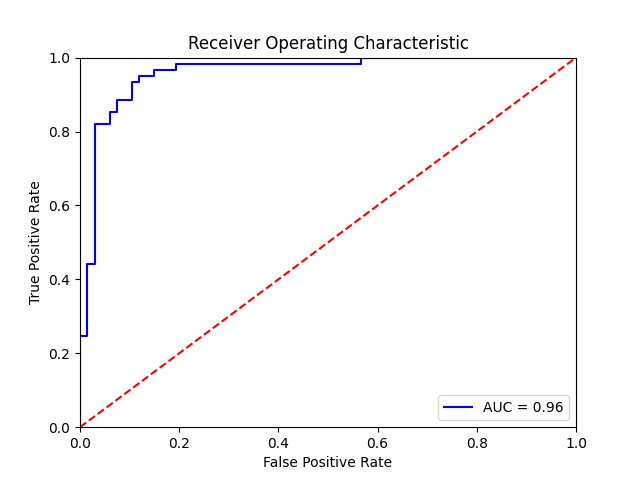 Receiver Operating Characteristic
1.0
0.8
0.6
0.4
0.2
0.0
True Positive Rate
AUC = 0.96
0.0 0.2 0.4 0.6 0.8 1.0
False Positive Rate